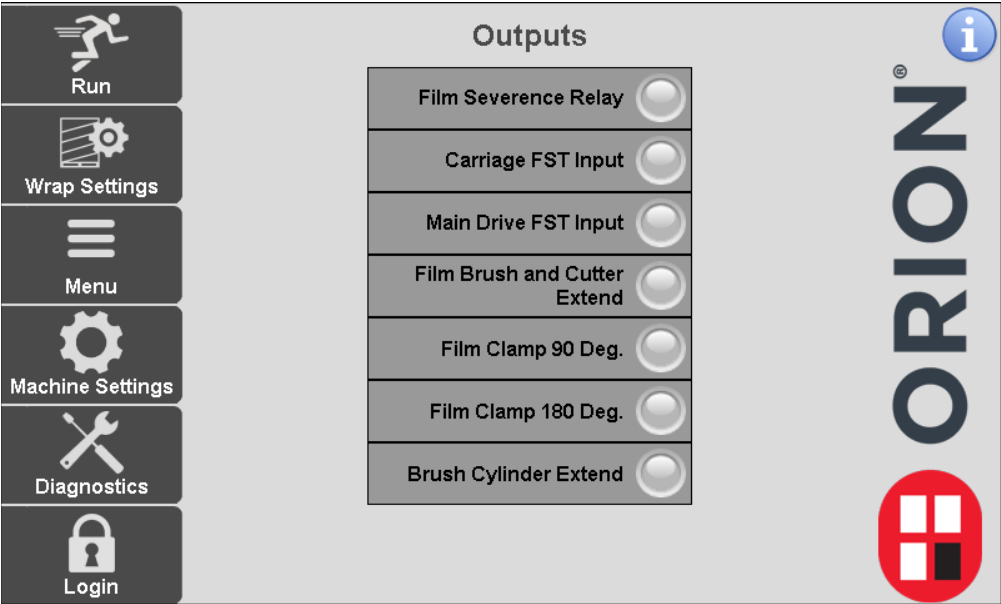 Run
Wrap Settings
Menu
Machine Settings
Diagnostics
Login
Outputs
Film Severence Relay
Carriage FST Input
Main Drive FST Input
Film Brush and Cutter
Extend
Film Clamp 90 Deg.
Film Clamp 180 Deg.
Brush Cylinder Extend
i
ORION®